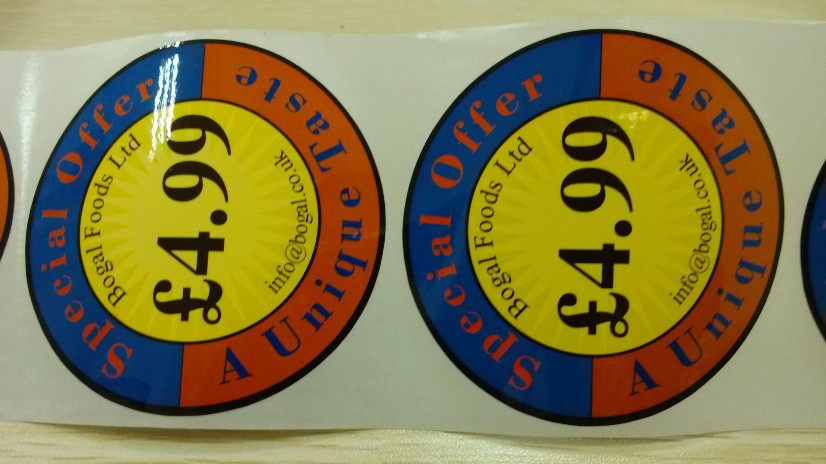 Special Offer
Bogal Foods Ltd
£4.99
info@bogal.co.uk
A Unique Taste
Special Offer
Bogal Foods Ltd
£4.99
info@bogal.co.uk
A Unique Taste